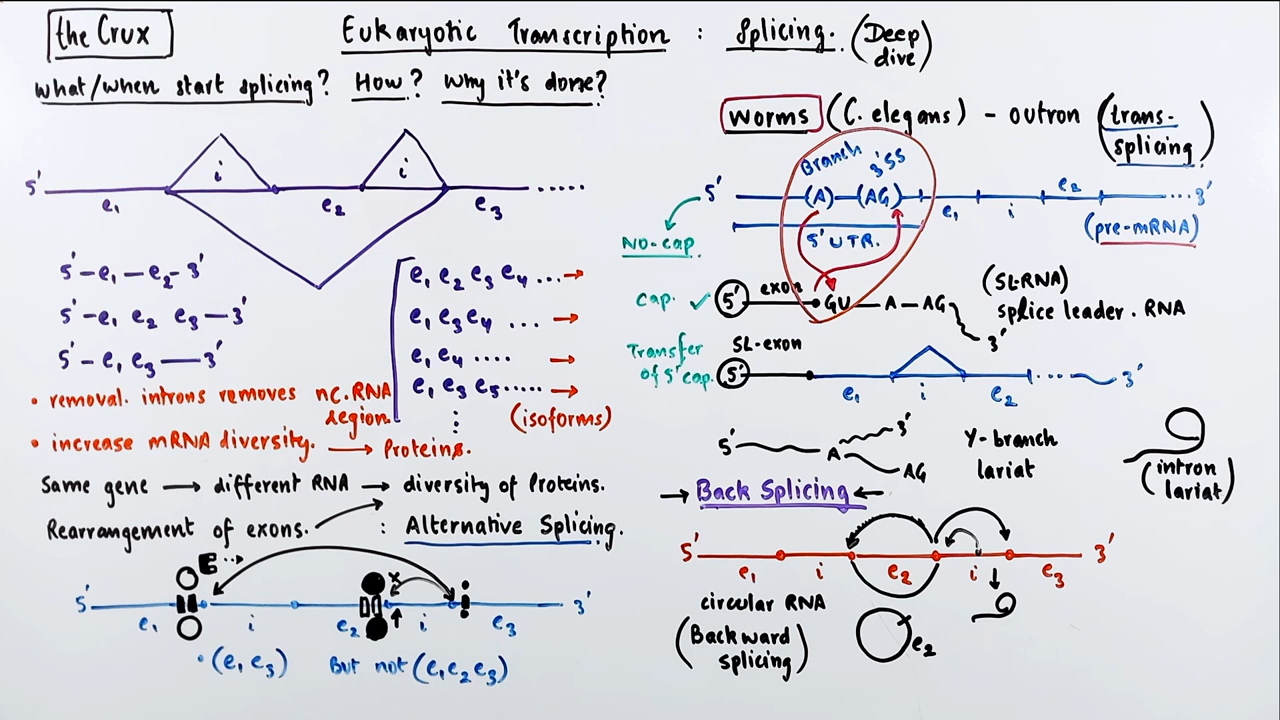 the Crux
Eukaryotic Transcription : Splicing. (Deep dive)
What/when start splicing? How? Why it's done?
5' e₁ i e₂ i e₃ .....
5'-e₁-e₂-3'
5'-e₁ e₂ e₃-3'
5'-e₁ e₃-3'
e₁ e₂ e₃ e₄ ...→
e₁ e₃ e₄ ... →
e₁ e₄ .... →
e₁ e₃ e₅..... →
(isoforms)
• removal. introns removes nc.RNA region.
• increase mRNA diversity. → Proteins.
Same gene → different RNA → diversity of Proteins.
Rearrangement of exons. : Alternative Splicing.
5' e₁ i e₂ x i e₃ 3'
E
• (e₁ e₃) But not (e₁ e₂ e₃)
Worms (C. elegans) - outron (trans-splicing)
Branch 3'SS
5' (A)-(AG) e₁ i e₂ ...3'
5' UTR.
(pre-mRNA)
No-cap
Cap. ✓ 5' exon GU-A-AG 3'
(SL-RNA)
splice leader. RNA
Transfer of 5' cap.
SL-exon
5' e₁ i e₂ .... 3'
5' A 3' AG
Y-branch lariat
(intron lariat)
→ Back Splicing ←
5' e₁ i e₂ i e₃ 3'
circular RNA
(Backward splicing)
e₂